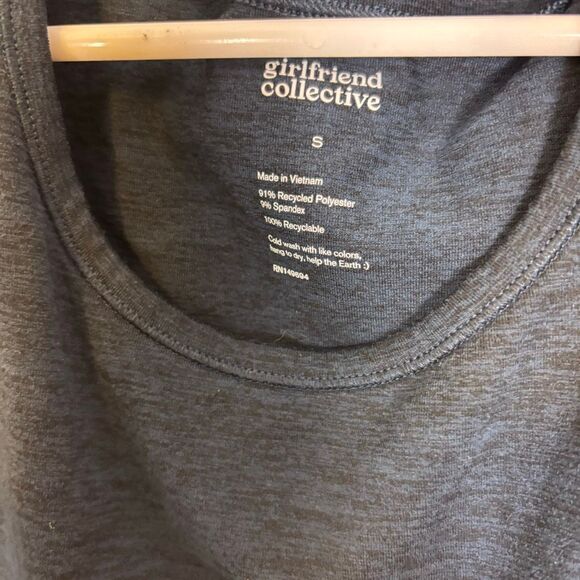 girlfriend
collective
S
Made in Vietnam
91% Recycled Polyester
9% Spandex
100% Recyclable
Cold wash with like colors,
hang to dry, help the Earth :)
RN149694